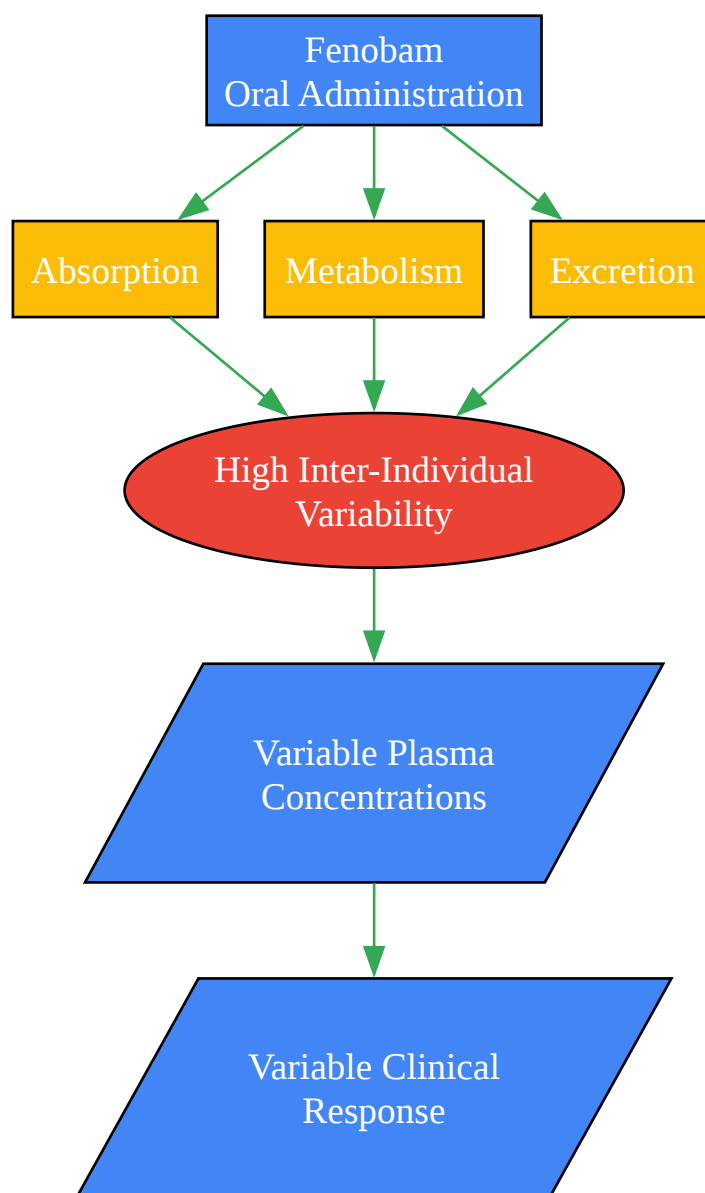 Fenobam
Oral Administration
Absorption
Metabolism
Excretion
High Inter-Individual
Variability
Variable Plasma
Concentrations
Variable Clinical
Response